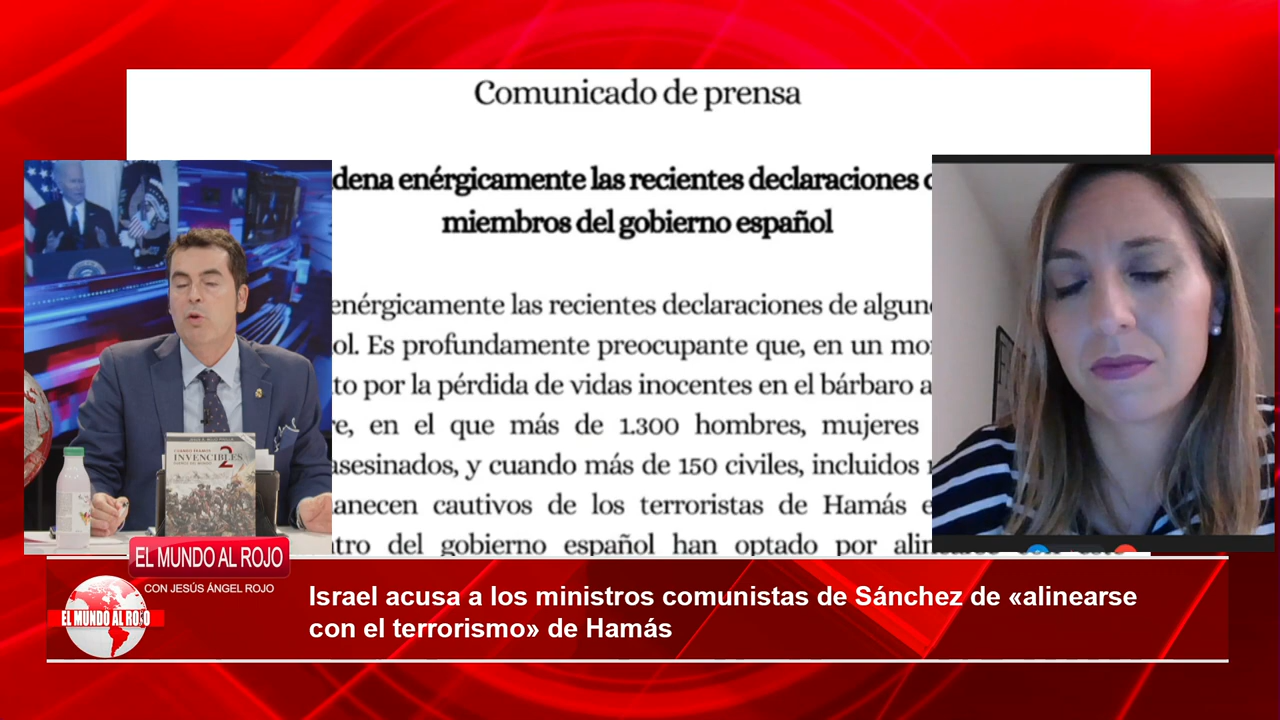 Comunicado de prensa
dena enérgicamente las recientes declaraciones
miembros del gobierno español
enérgicamente las recientes declaraciones de
ol. Es profundamente preocupante que, en un
to por la pérdida de vidas inocentes en el bárbaro
re, en el que más de 1.300 hombres, mujeres
asesinados, y cuando más de 150 civiles, incluidos
anecen cautivos de los terroristas de Hamás
ntro del gobierno español han optado por
INVENCIBLES
2
EL MUNDO AL ROJO
CON JESÚS ÁNGEL ROJO
EL MUNDO AL ROJO
Israel acusa a los ministros comunistas de Sánchez de «alinearse
con el terrorismo» de Hamás